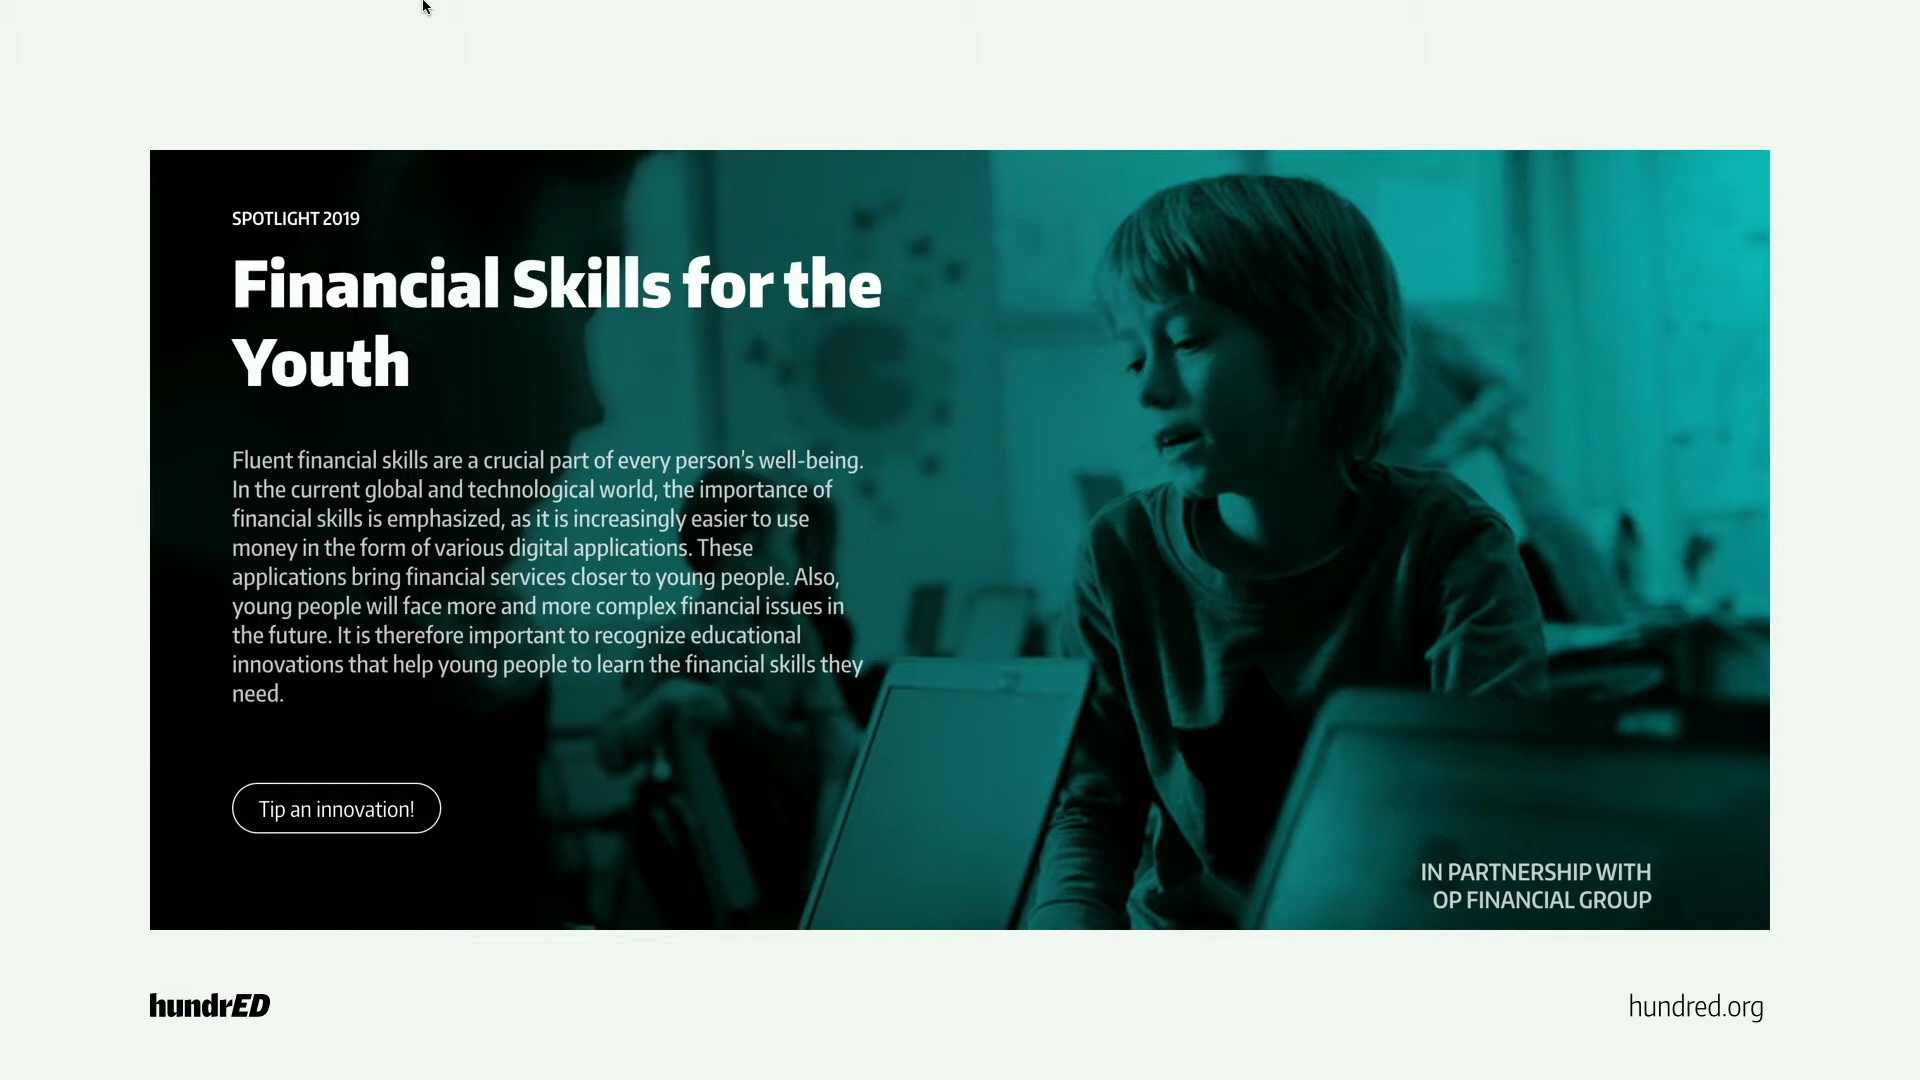 SPOTLIGHT 2019
Financial Skills for the
Youth
Fluent financial skills are a crucial part of every person’s well-being.
In the current global and technological world, the importance of
financial skills is emphasized, as it is increasingly easier to use
money in the form of various digital applications. These
applications bring financial services closer to young people. Also,
young people will face more and more complex financial issues in
the future. It is therefore important to recognize educational
innovations that help young people to learn the financial skills they
need.
Tip an innovation!
IN PARTNERSHIP WITH
OP FINANCIAL GROUP
hundrED
hundred.org